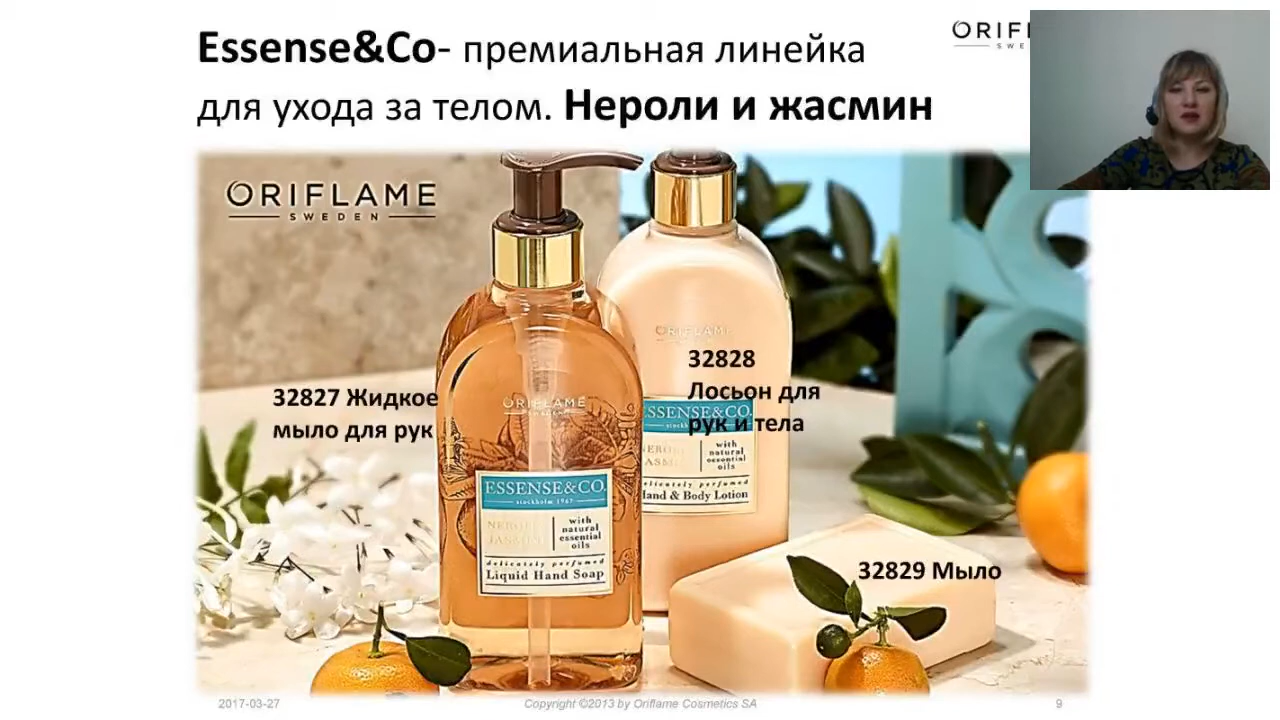 Essense&Co- премиальная линейка
для ухода за телом. Нероли и жасмин
ORIFLAME
SWEDEN
32827 Жидкое
мыло для рук
32828
Лосьон для
рук и тела
32829 Мыло
ORIFLAME
SWEDEN
ESSENSE&CO.
stockholm 1967
NEROLI
JASMINE
with
natural
essential
oils
delicately perfumed
Liquid Hand Soap
ORIFLAME
ESSENSE&CO.
with
natural
essential
oils
delicately perfumed
Hand & Body Lotion
2017-03-27
Copyright ©2013 by Oriflame Cosmetics SA
9